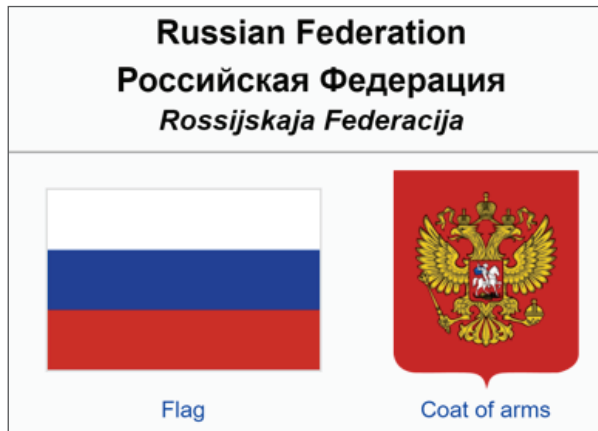 Russian Federation
Российская Федерация
Rossijskaja Federacija
Flag
Coat of arms